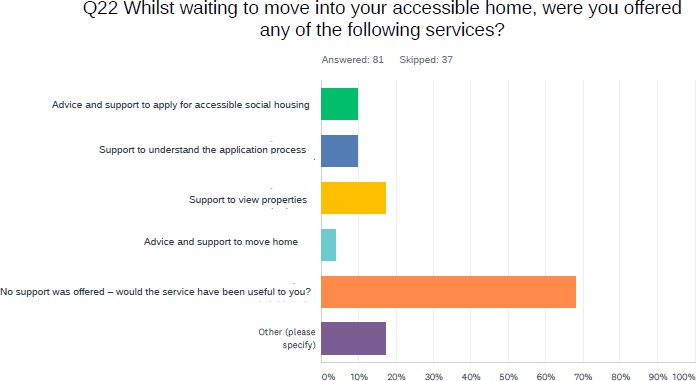 Q22 Whilst waiting to move into your accessible home, were you offered
any of the following services?
Answered: 81 Skipped: 37
Advice and support to apply for accessible social housing
Support to understand the application process
Support to view properties
Advice and support to move home
No support was offered – would the service have been useful to you?
Other (please
specify)
0% 10% 20% 30% 40% 50% 60% 70% 80% 90% 100%